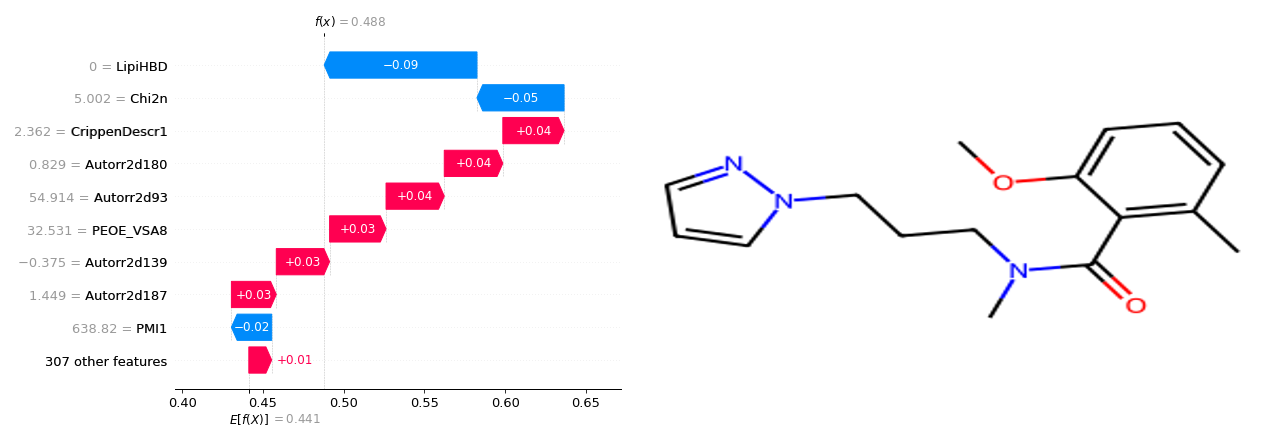 f(x) = 0.488
0 = LipiHBD
−0.09
5.002 = Chi2n
−0.05
2.362 = CrippenDescr1
+0.04
0.829 = Autorr2d180
+0.04
54.914 = Autorr2d93
+0.04
32.531 = PEOE_VSA8
+0.03
−0.375 = Autorr2d139
+0.03
1.449 = Autorr2d187
+0.03
638.82 = PMI1
−0.02
307 other features
+0.01
0.40 0.45 0.50 0.55 0.60 0.65
E[f(X)] = 0.441
N
N
O
N
O